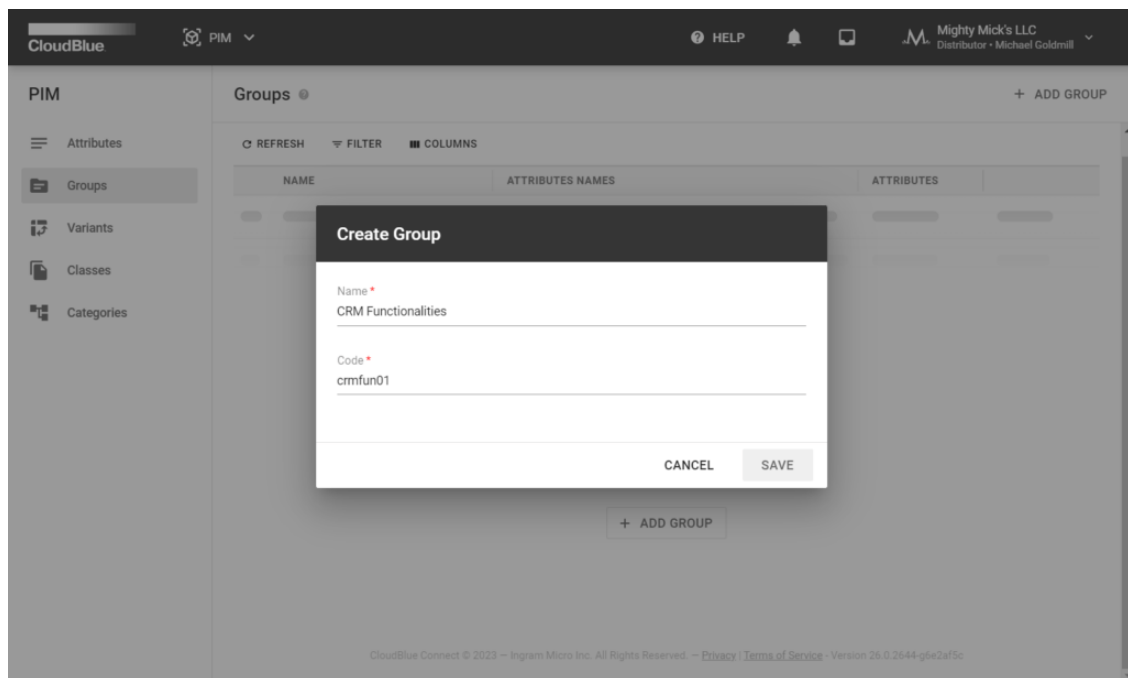 CloudBlue
PIM
HELP
Mighty Mick's LLC
Distributor • Michael Goldmill
PIM
Groups
+ ADD GROUP
Attributes
Groups
Variants
Classes
Categories
REFRESH
FILTER
COLUMNS
NAME
ATTRIBUTES NAMES
ATTRIBUTES
Create Group
Name *
CRM Functionalities
Code *
crmfun01
CANCEL
SAVE
+ ADD GROUP
CloudBlue Connect © 2023 — Ingram Micro Inc. All Rights Reserved. — Privacy | Terms of Service - Version 26.0.2644-g6e2af5c